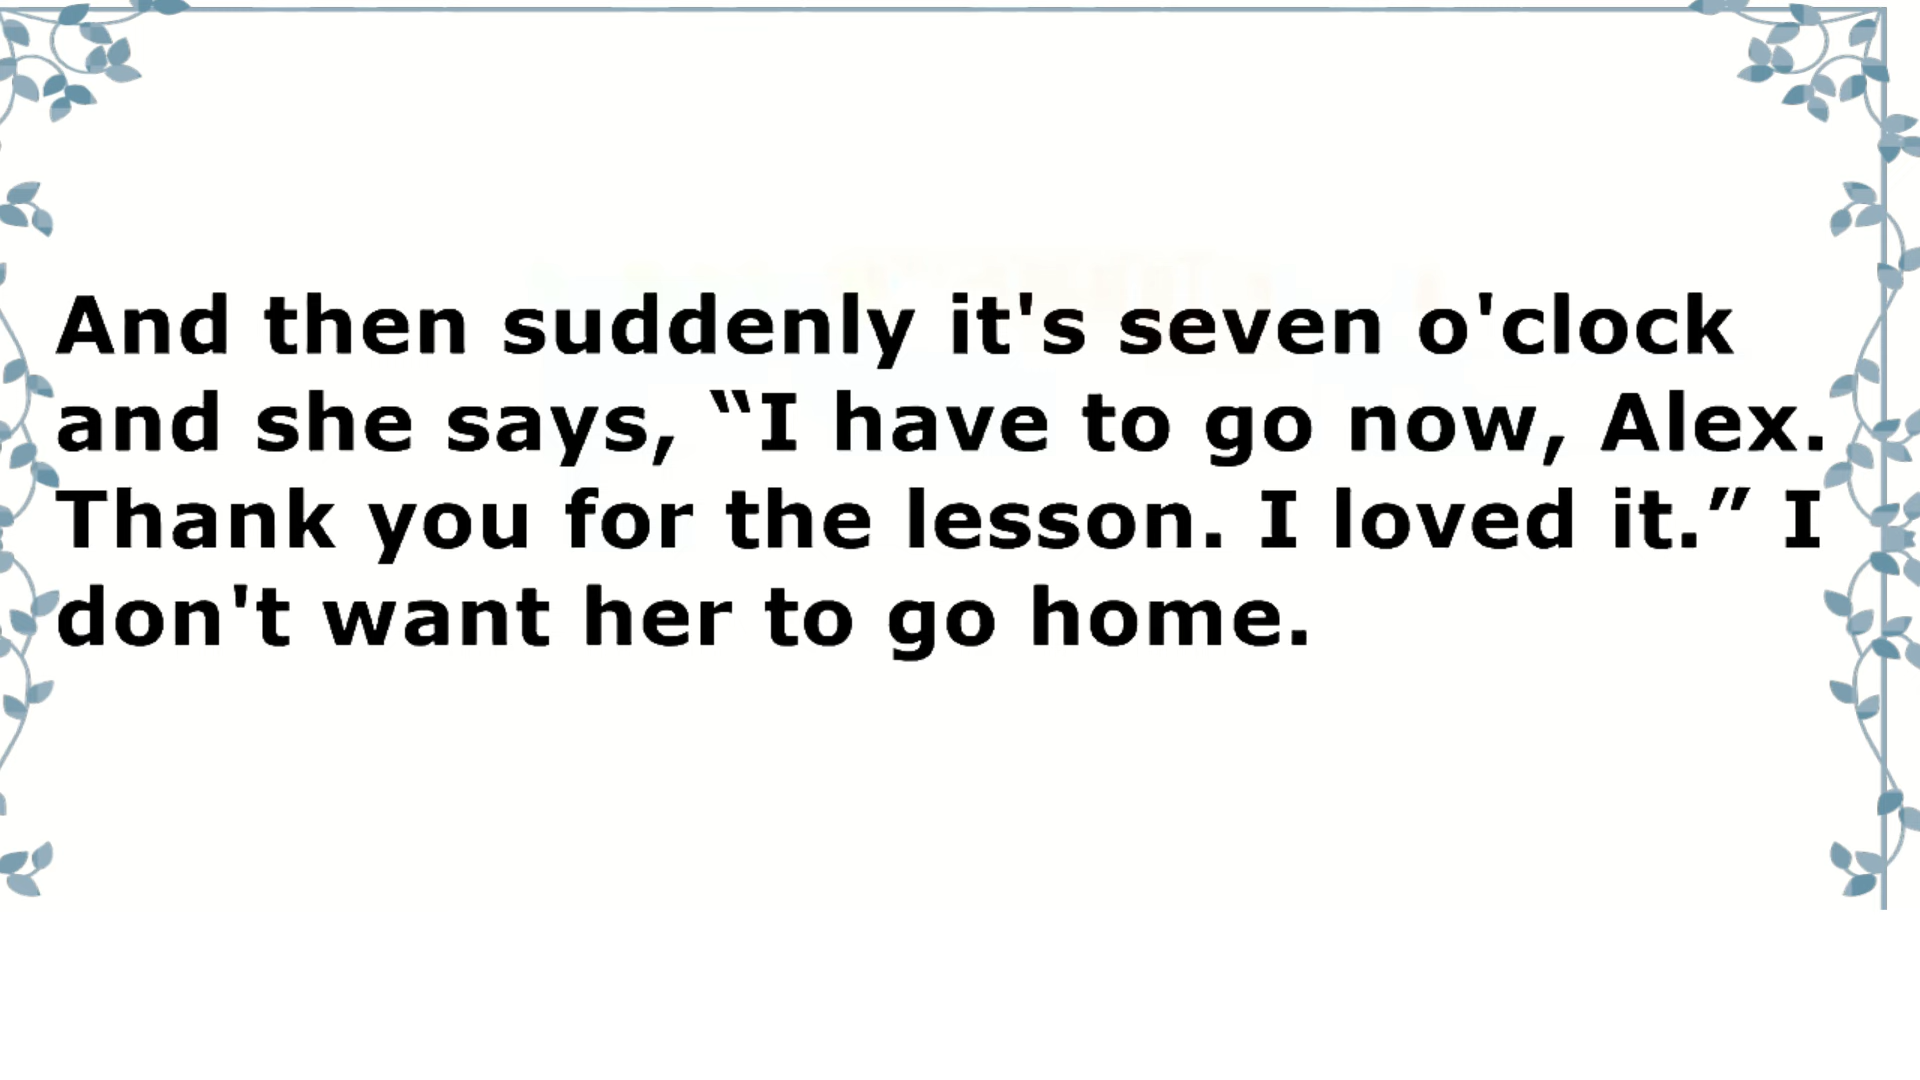 And then suddenly it's seven o'clock
and she says, “I have to go now, Alex.
Thank you for the lesson. I loved it.” I
don't want her to go home.